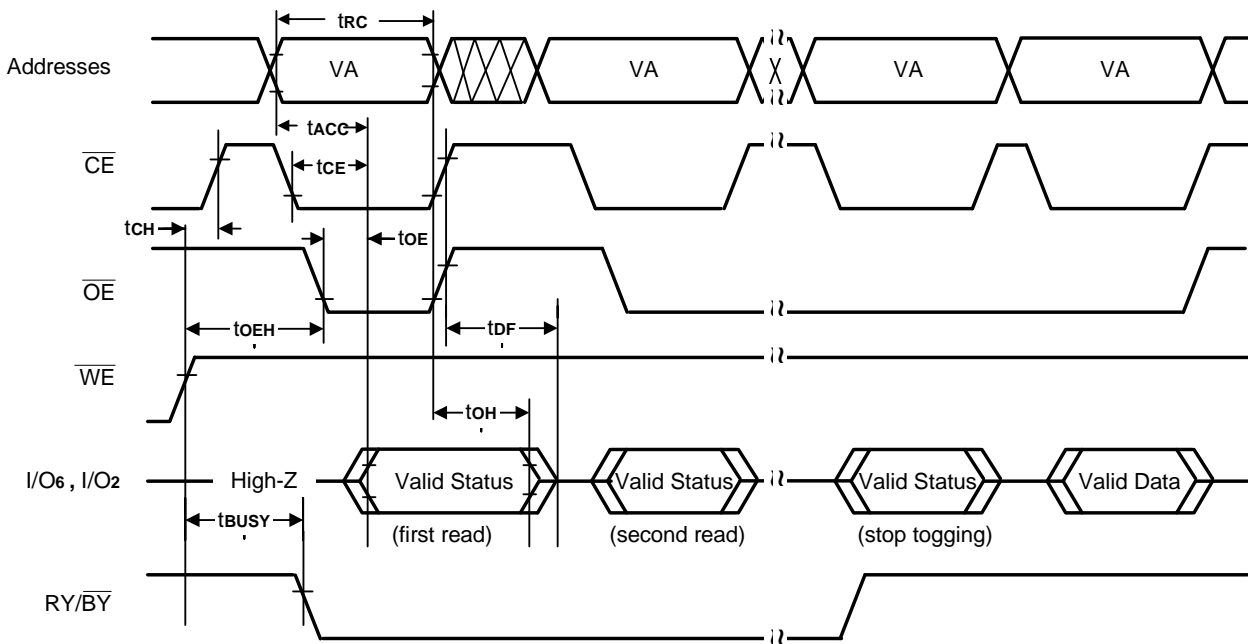 tRC
Addresses VA VA VA VA
tACC
CE tCE
tCH tOE
OE
tOEH tDF
WE
tOH
I/O6 , I/O2 High-Z Valid Status Valid Status Valid Status Valid Data
tBUSY (first read) (second read) (stop togging)
RY/BY